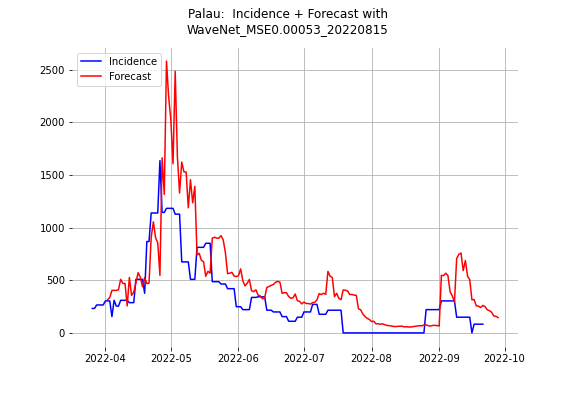 Palau:  Incidence + Forecast with
WaveNet_MSE0.00053_20220815
Incidence
Forecast
2500
2000
1500
1000
500
0
2022-04 2022-05 2022-06 2022-07 2022-08 2022-09 2022-10